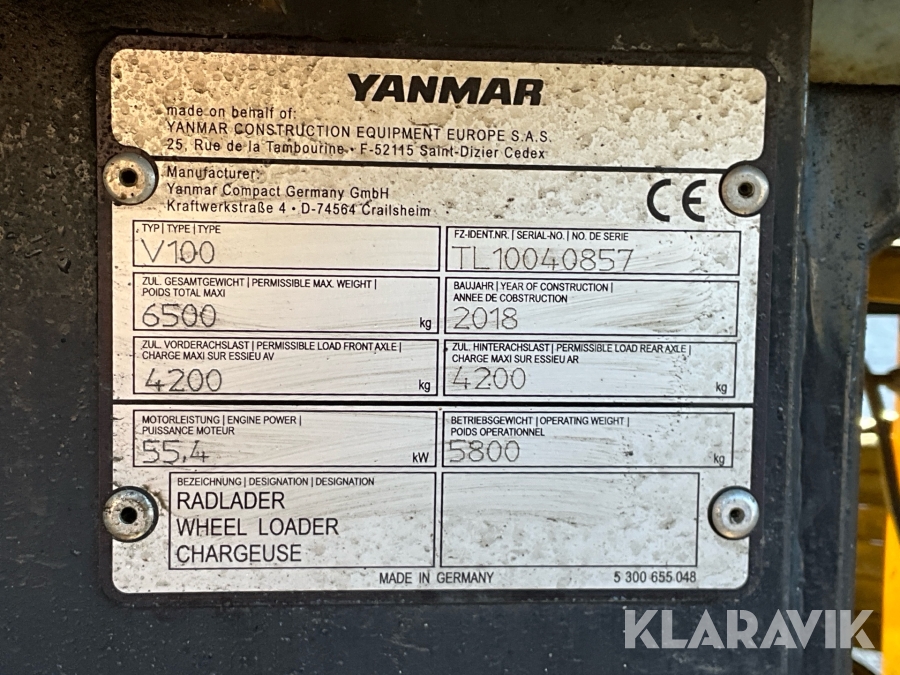 YANMAR
made on behalf of:
YANMAR CONSTRUCTION EQUIPMENT EUROPE S.A.S.
25, Rue de la Tambourine • F-52115 Saint-Dizier Cedex
Manufacturer:
Yanmar Compact Germany GmbH
Kraftwerkstraße 4 • D-74564 Crailsheim
CE
TYP | TYPE | TYPE
V100
FZ-IDENT.NR. | SERIAL-NO. | NO. DE SERIE
TL10040857
ZUL. GESAMTGEWICHT | PERMISSIBLE MAX. WEIGHT |
POIDS TOTAL MAXI
6500 kg
BAUJAHR | YEAR OF CONSTRUCTION |
ANNEE DE COBSTRUCTION
2018
ZUL. VORDERACHSLAST | PERMISSIBLE LOAD FRONT AXLE |
CHARGE MAXI SUR ESSIEU AV
4200 kg
ZUL. HINTERACHSLAST | PERMISSIBLE LOAD REAR AXLE |
CHARGE MAXI SUR ESSIEU AR
4200 kg
MOTORLEISTUNG | ENGINE POWER |
PUISSANCE MOTEUR
55,4 kW
BETRIEBSGEWICHT | OPERATING WEIGHT |
POIDS OPERATIONNEL
5800 kg
BEZEICHNUNG | DESIGNATION | DESIGNATION
RADLADER
WHEEL LOADER
CHARGEUSE
MADE IN GERMANY
5 300 655 048
KLARAVIK